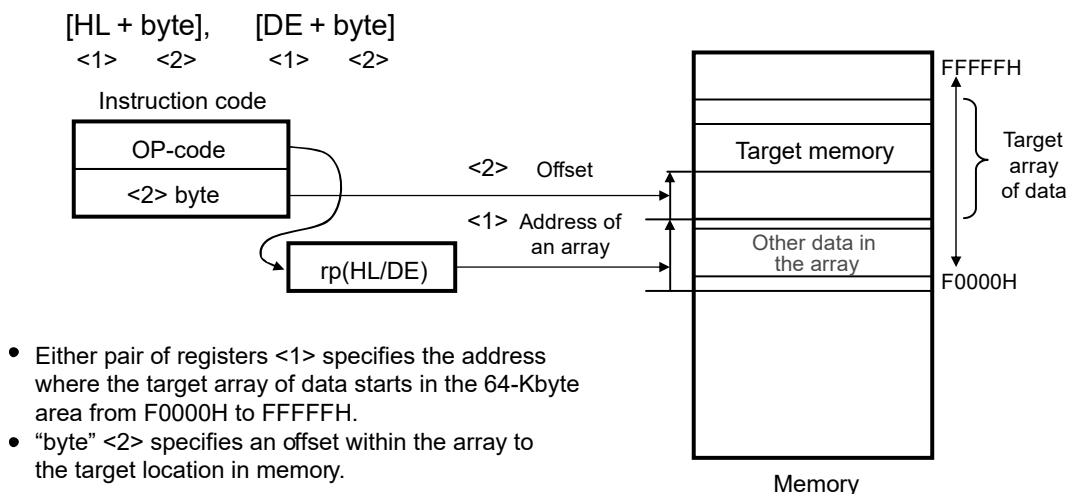 [HL + byte], [DE + byte]
<1> <2> <1> <2>
Instruction code
OP-code
<2> byte
<2> Offset
<1> Address of
an array
rp(HL/DE)
FFFFFH
Target memory
Target
array
of data
Other data in
the array
F0000H
Memory
• Either pair of registers <1> specifies the address
where the target array of data starts in the 64-Kbyte
area from F0000H to FFFFFH.
• “byte” <2> specifies an offset within the array to
the target location in memory.